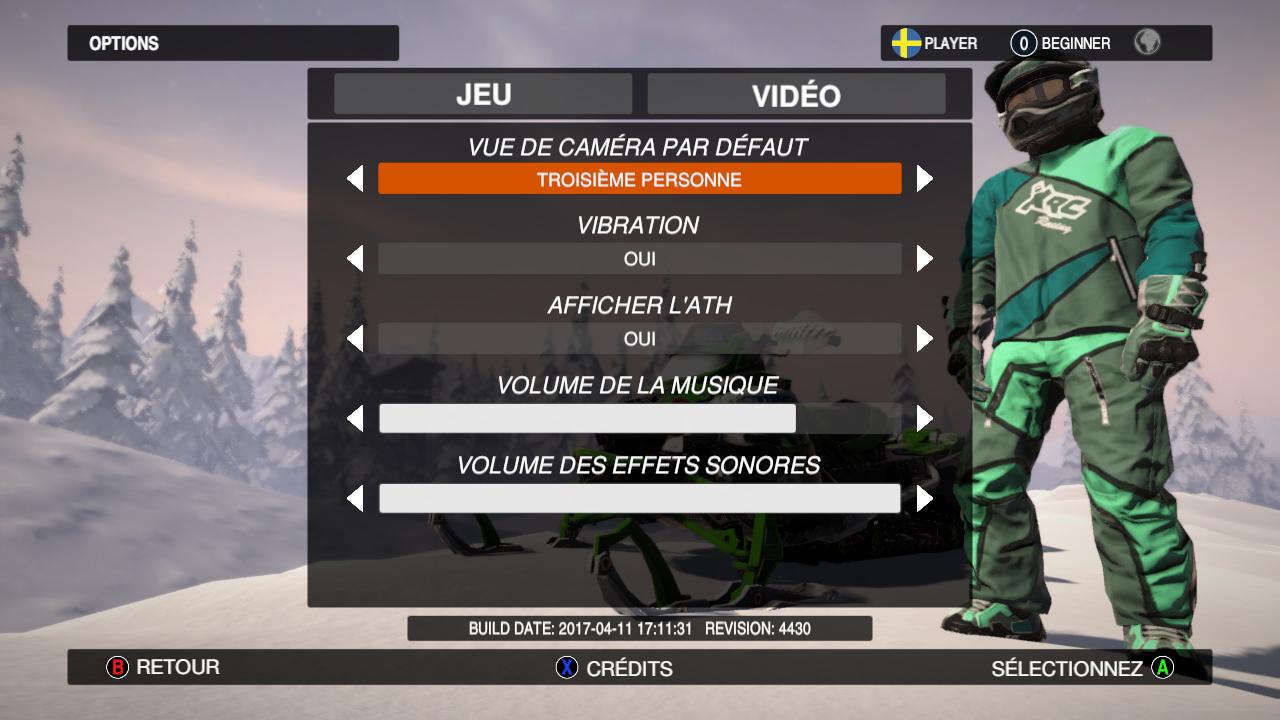 OPTIONS
PLAYER 0 BEGINNER
JEU VIDÉO
VUE DE CAMÉRA PAR DÉFAUT
TROISIÈME PERSONNE
VIBRATION
OUI
AFFICHER L'ATH
OUI
VOLUME DE LA MUSIQUE
VOLUME DES EFFETS SONORES
XRC
Racing
BUILD DATE: 2017-04-11 17:11:31 REVISION: 4430
B RETOUR
X CRÉDITS
SÉLECTIONNEZ A